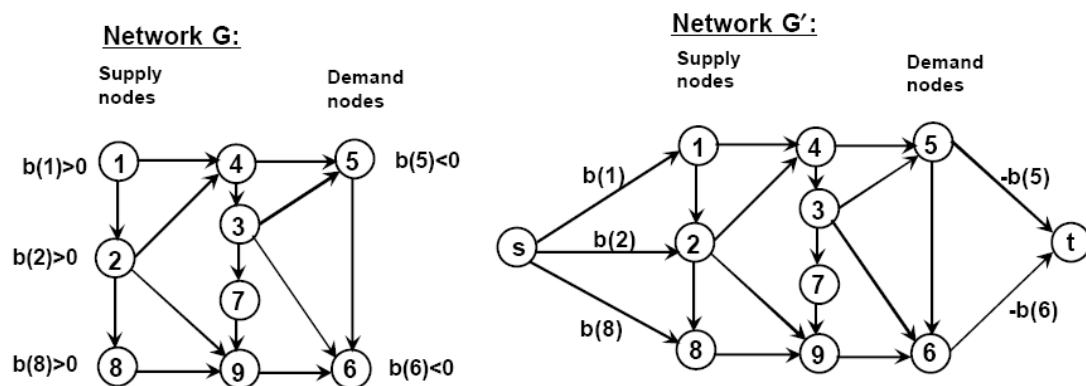 Network G:
Supply
nodes
Demand
nodes
b(1)>0
1
4
5
b(5)<0
3
b(2)>0
2
7
b(8)>0
8
9
6
b(6)<0
Network G′:
Supply
nodes
Demand
nodes
1
4
5
b(1)
-b(5)
3
s
b(2)
2
t
7
b(8)
-b(6)
8
9
6